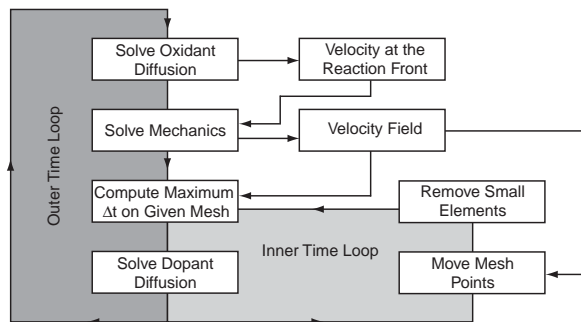 Solve Oxidant
Diffusion
Velocity at the
Reaction Front
Solve Mechanics
Velocity Field
Outer Time Loop
Compute Maximum
Δt on Given Mesh
Remove Small
Elements
Inner Time Loop
Solve Dopant
Diffusion
Move Mesh
Points